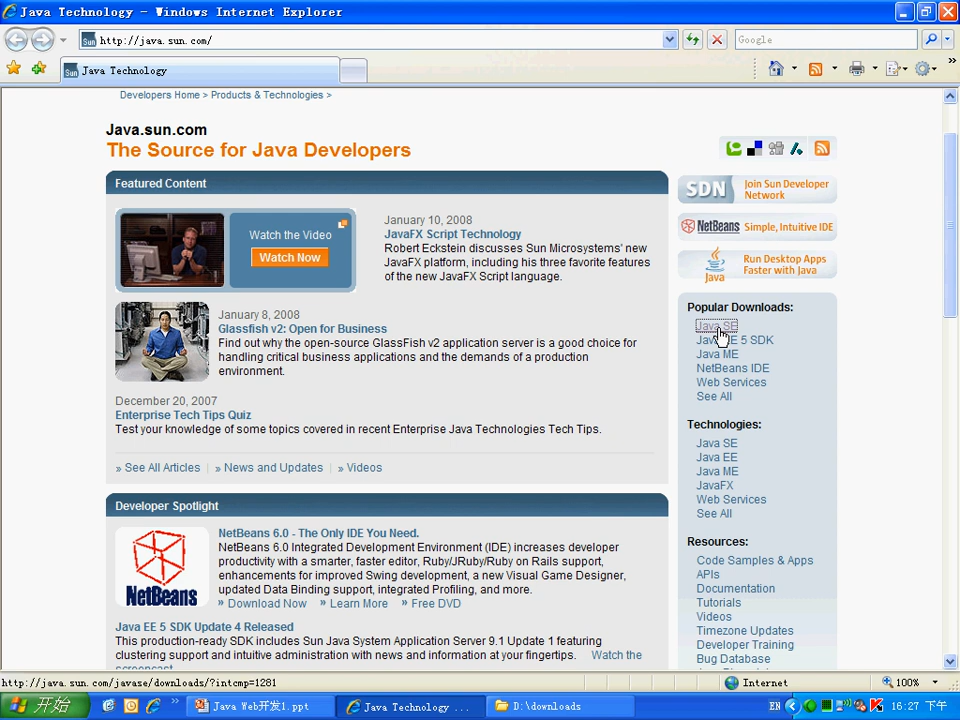 Java Technology - Windows Internet Explorer
Sun http://java.sun.com/
Google
Sun Java Technology
Developers Home > Products & Technologies >
Java.sun.com
The Source for Java Developers
Featured Content
Watch the Video
Watch Now
January 10, 2008
JavaFX Script Technology
Robert Eckstein discusses Sun Microsystems' new
JavaFX platform, including his three favorite features
of the new JavaFX Script language.
January 8, 2008
Glassfish v2: Open for Business
Find out why the open-source GlassFish v2 application server is a good choice for
handling critical business applications and the demands of a production
environment.
December 20, 2007
Enterprise Tech Tips Quiz
Test your knowledge of some topics covered in recent Enterprise Java Technologies Tech Tips.
» See All Articles | » News and Updates | » Videos
Developer Spotlight
NetBeans
NetBeans 6.0 - The Only IDE You Need.
NetBeans 6.0 Integrated Development Environment (IDE) increases developer
productivity with a smarter, faster editor, Ruby/JRuby/Ruby on Rails support,
enhancements for improved Swing development, a new Visual Game Designer,
updated Data Binding support, integrated Profiling, and more.
» Download Now » Learn More » Free DVD
Java EE 5 SDK Update 4 Released
This production-ready SDK includes Sun Java System Application Server 9.1 Update 1 featuring
clustering support and intuitive administration with news and information at your fingertips. Watch the
screencast
SDN Join Sun Developer
Network
NetBeans Simple, Intuitive IDE
Java Run Desktop Apps
Faster with Java
Popular Downloads:
Java SE
Java EE 5 SDK
Java ME
NetBeans IDE
Web Services
See All
Technologies:
Java SE
Java EE
Java ME
JavaFX
Web Services
See All
Resources:
Code Samples & Apps
APIs
Documentation
Tutorials
Videos
Timezone Updates
Developer Training
Bug Database
http://java.sun.com/javase/downloads/?intcmp=1281
Internet
100%
开始
Java Web开发1.ppt
Java Technology ...
D:\downloads
EN
16:27 下午